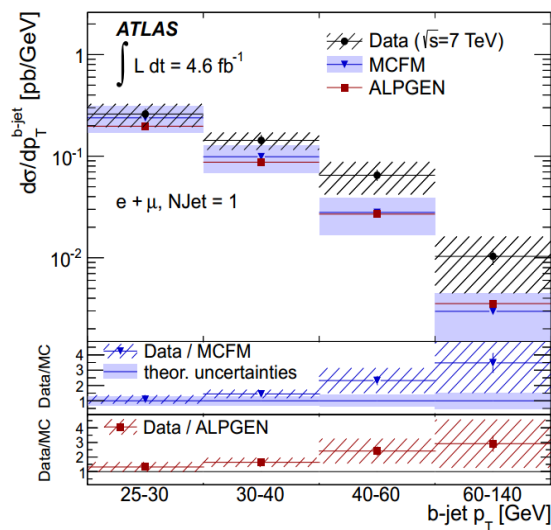 dσ/dp_T^{b-jet} [pb/GeV]
ATLAS
∫ L dt = 4.6 fb⁻¹
Data (√s=7 TeV)
MCFM
ALPGEN
1
10⁻¹
10⁻²
e + μ, NJet = 1
Data/MC
4
3
2
1
Data / MCFM
theor. uncertainties
Data/MC
4
3
2
1
Data / ALPGEN
25-30 30-40 40-60 60-140
b-jet p_T [GeV]